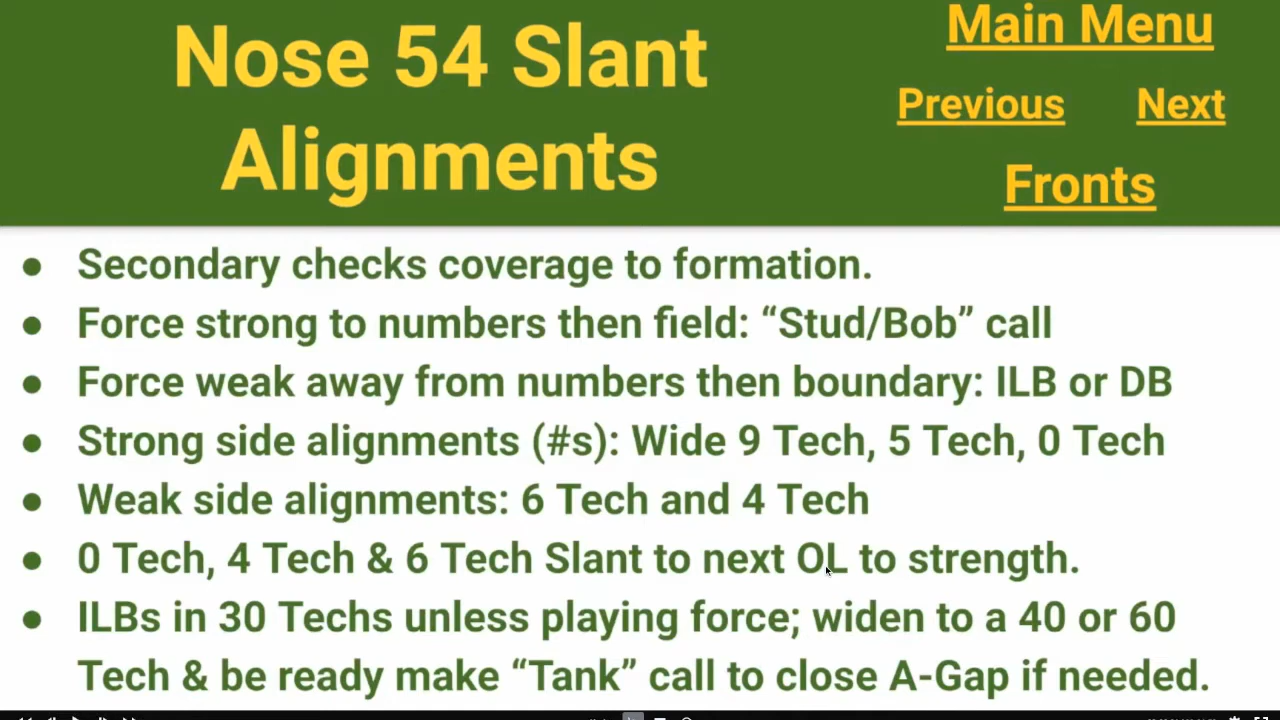 Nose 54 Slant
Alignments
Main Menu
Previous Next
Fronts
● Secondary checks coverage to formation.
● Force strong to numbers then field: “Stud/Bob” call
● Force weak away from numbers then boundary: ILB or DB
● Strong side alignments (#s): Wide 9 Tech, 5 Tech, 0 Tech
● Weak side alignments: 6 Tech and 4 Tech
● 0 Tech, 4 Tech & 6 Tech Slant to next OL to strength.
● ILBs in 30 Techs unless playing force; widen to a 40 or 60
Tech & be ready make “Tank” call to close A-Gap if needed.